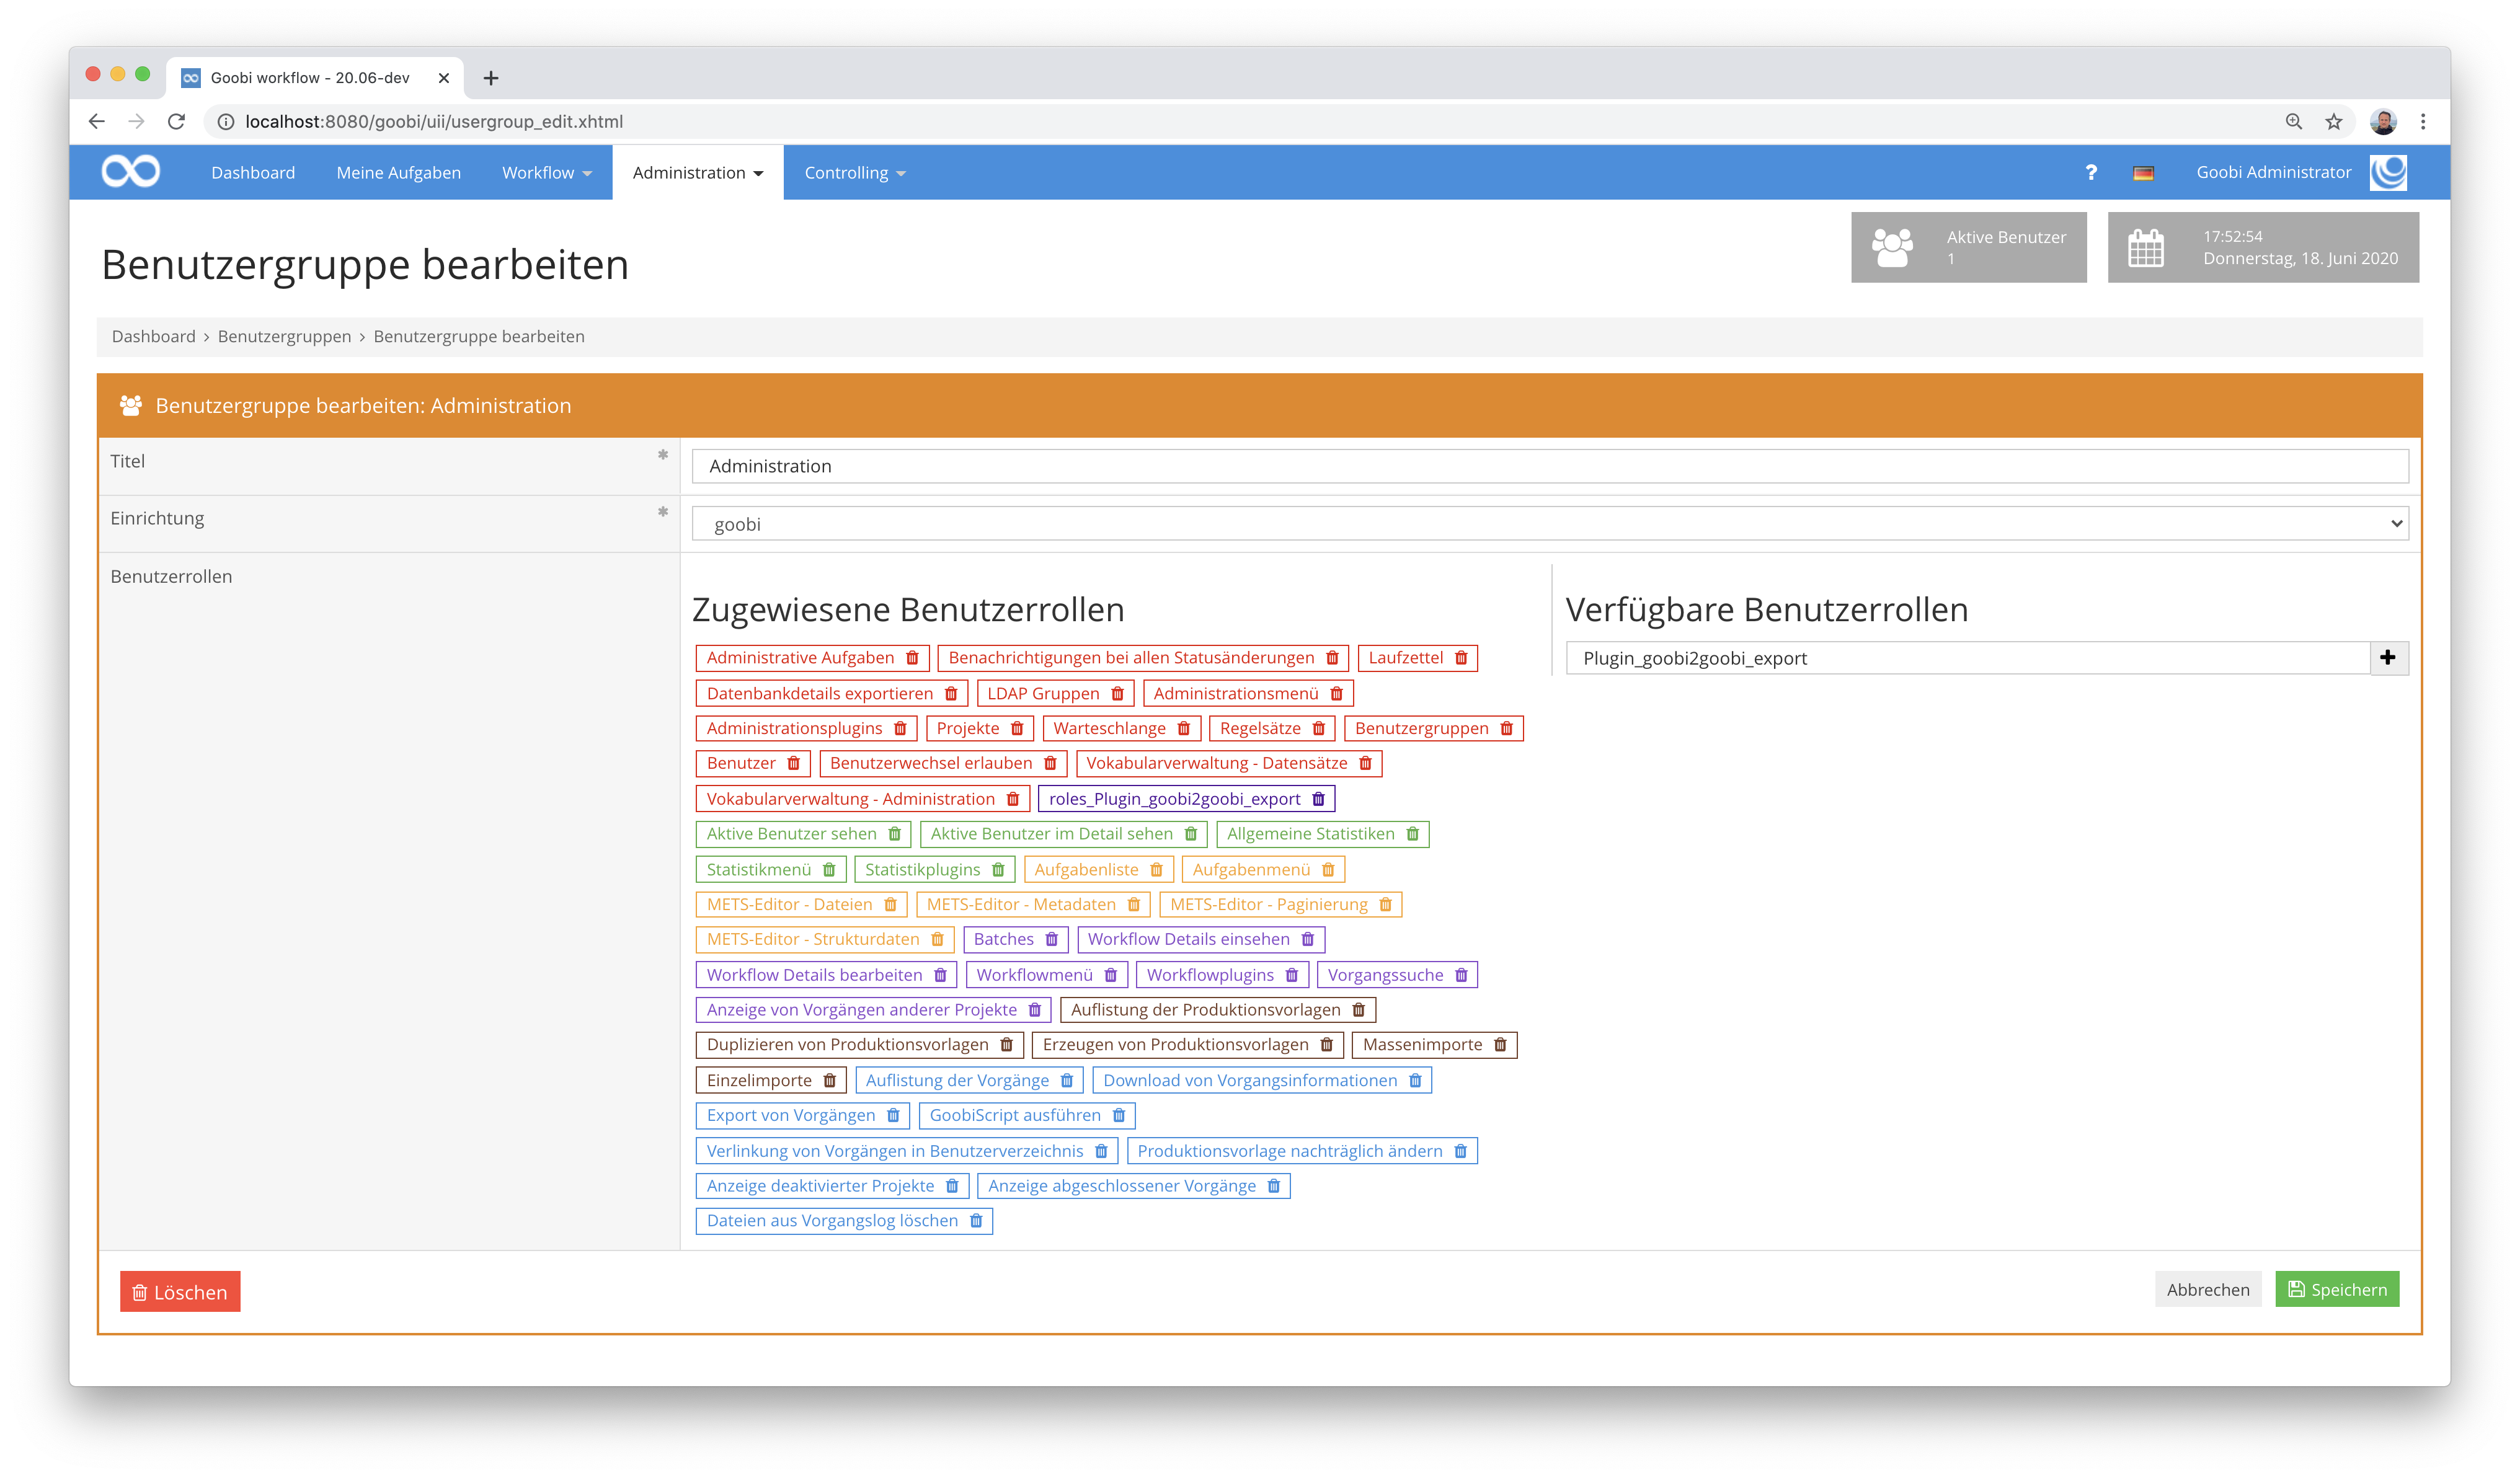 Goobi workflow - 20.06-dev
localhost:8080/goobi/uii/usergroup_edit.xhtml
Dashboard Meine Aufgaben Workflow Administration Controlling ? Goobi Administrator
Benutzergruppe bearbeiten
Aktive Benutzer
1
17:52:54
Donnerstag, 18. Juni 2020
Dashboard › Benutzergruppen › Benutzergruppe bearbeiten
Benutzergruppe bearbeiten: Administration
Titel * Administration
Einrichtung * goobi
Benutzerrollen
Zugewiesene Benutzerrollen
Administrative Aufgaben Benachrichtigungen bei allen Statusänderungen Laufzettel
Datenbankdetails exportieren LDAP Gruppen Administrationsmenü
Administrationsplugins Projekte Warteschlange Regelsätze Benutzergruppen
Benutzer Benutzerwechsel erlauben Vokabularverwaltung - Datensätze
Vokabularverwaltung - Administration roles_Plugin_goobi2goobi_export
Aktive Benutzer sehen Aktive Benutzer im Detail sehen Allgemeine Statistiken
Statistikmenü Statistikplugins Aufgabenliste Aufgabenmenü
METS-Editor - Dateien METS-Editor - Metadaten METS-Editor - Paginierung
METS-Editor - Strukturdaten Batches Workflow Details einsehen
Workflow Details bearbeiten Workflowmenü Workflowplugins Vorgangssuche
Anzeige von Vorgängen anderer Projekte Auflistung der Produktionsvorlagen
Duplizieren von Produktionsvorlagen Erzeugen von Produktionsvorlagen Massenimporte
Einzelimporte Auflistung der Vorgänge Download von Vorgangsinformationen
Export von Vorgängen GoobiScript ausführen
Verlinkung von Vorgängen in Benutzerverzeichnis Produktionsvorlage nachträglich ändern
Anzeige deaktivierter Projekte Anzeige abgeschlossener Vorgänge
Dateien aus Vorgangslog löschen
Verfügbare Benutzerrollen
Plugin_goobi2goobi_export
Löschen
Abbrechen Speichern